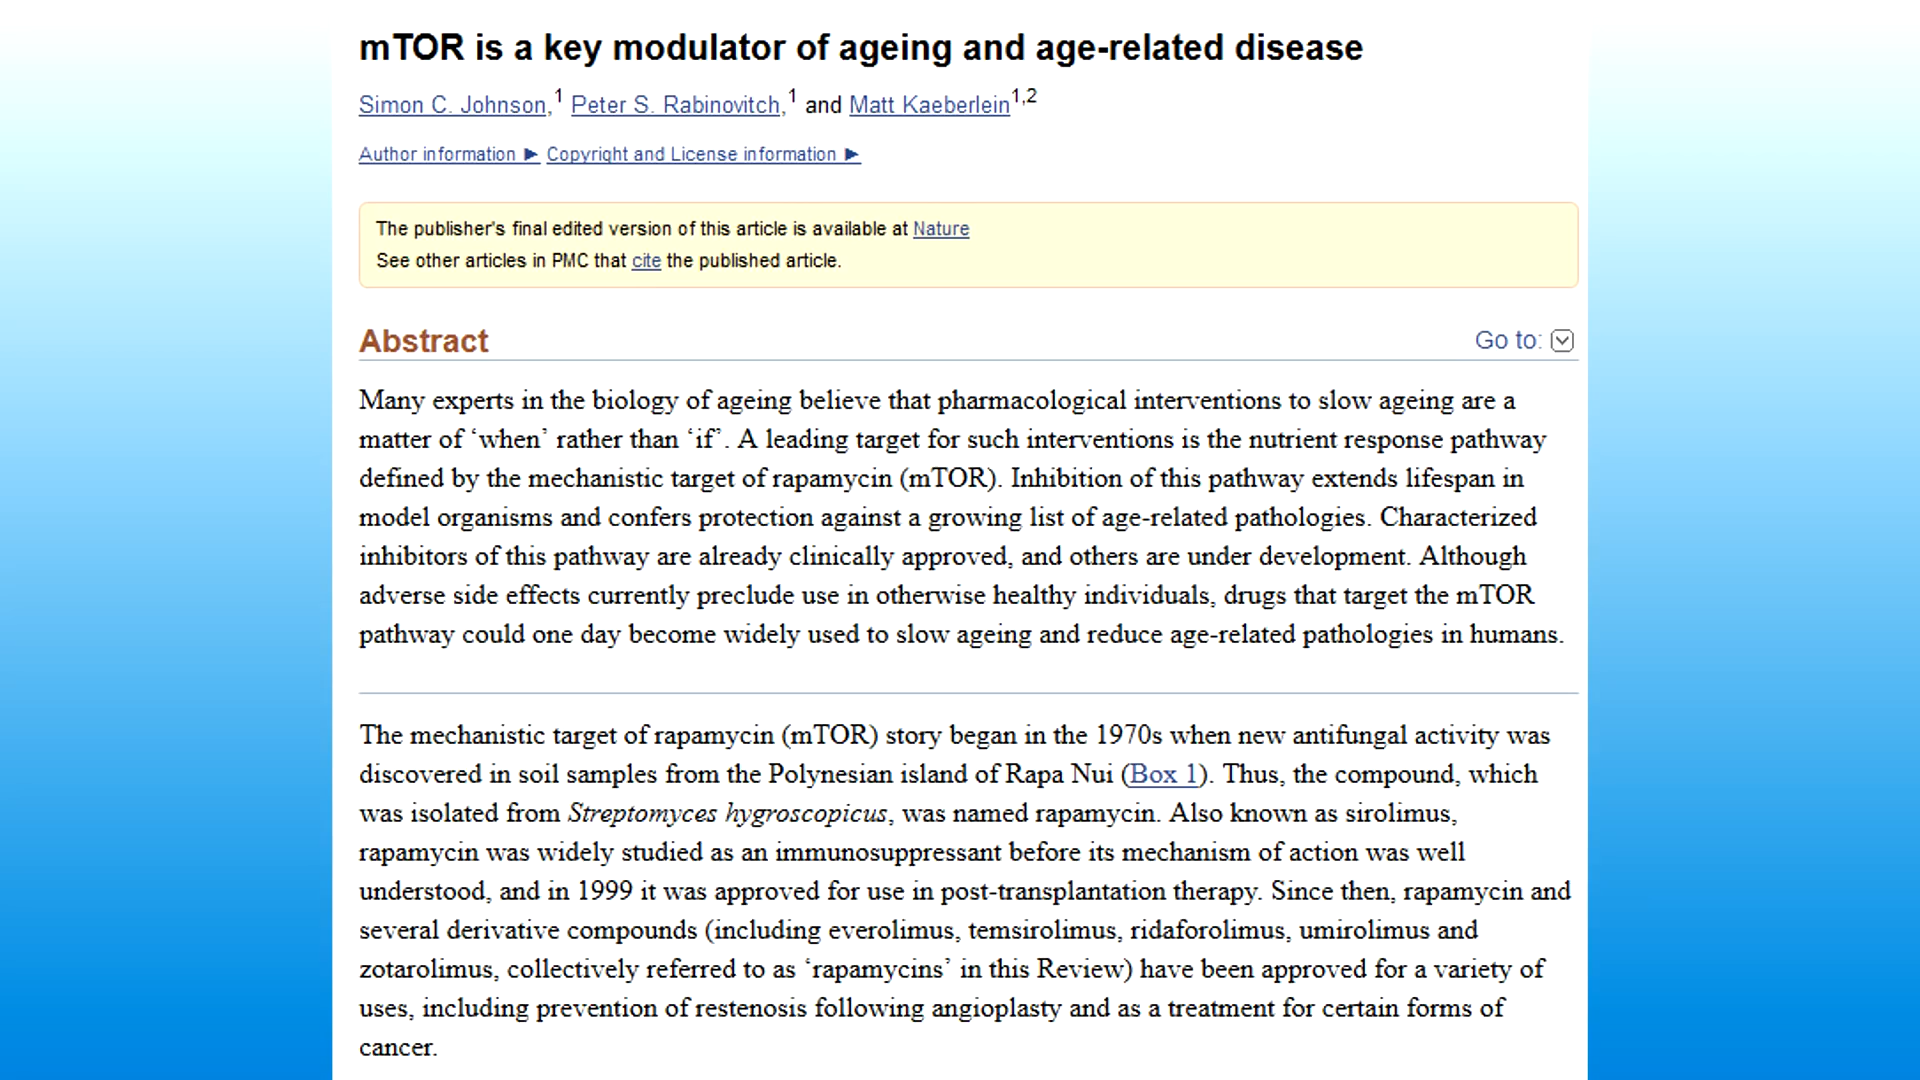 mTOR is a key modulator of ageing and age-related disease
Simon C. Johnson,1 Peter S. Rabinovitch,1 and Matt Kaeberlein1,2
Author information ► Copyright and License information ►
The publisher's final edited version of this article is available at Nature
See other articles in PMC that cite the published article.
Abstract
Go to:
Many experts in the biology of ageing believe that pharmacological interventions to slow ageing are a
matter of ‘when’ rather than ‘if’. A leading target for such interventions is the nutrient response pathway
defined by the mechanistic target of rapamycin (mTOR). Inhibition of this pathway extends lifespan in
model organisms and confers protection against a growing list of age-related pathologies. Characterized
inhibitors of this pathway are already clinically approved, and others are under development. Although
adverse side effects currently preclude use in otherwise healthy individuals, drugs that target the mTOR
pathway could one day become widely used to slow ageing and reduce age-related pathologies in humans.
The mechanistic target of rapamycin (mTOR) story began in the 1970s when new antifungal activity was
discovered in soil samples from the Polynesian island of Rapa Nui (Box 1). Thus, the compound, which
was isolated from Streptomyces hygroscopicus, was named rapamycin. Also known as sirolimus,
rapamycin was widely studied as an immunosuppressant before its mechanism of action was well
understood, and in 1999 it was approved for use in post-transplantation therapy. Since then, rapamycin and
several derivative compounds (including everolimus, temsirolimus, ridaforolimus, umirolimus and
zotarolimus, collectively referred to as ‘rapamycins’ in this Review) have been approved for a variety of
uses, including prevention of restenosis following angioplasty and as a treatment for certain forms of
cancer.